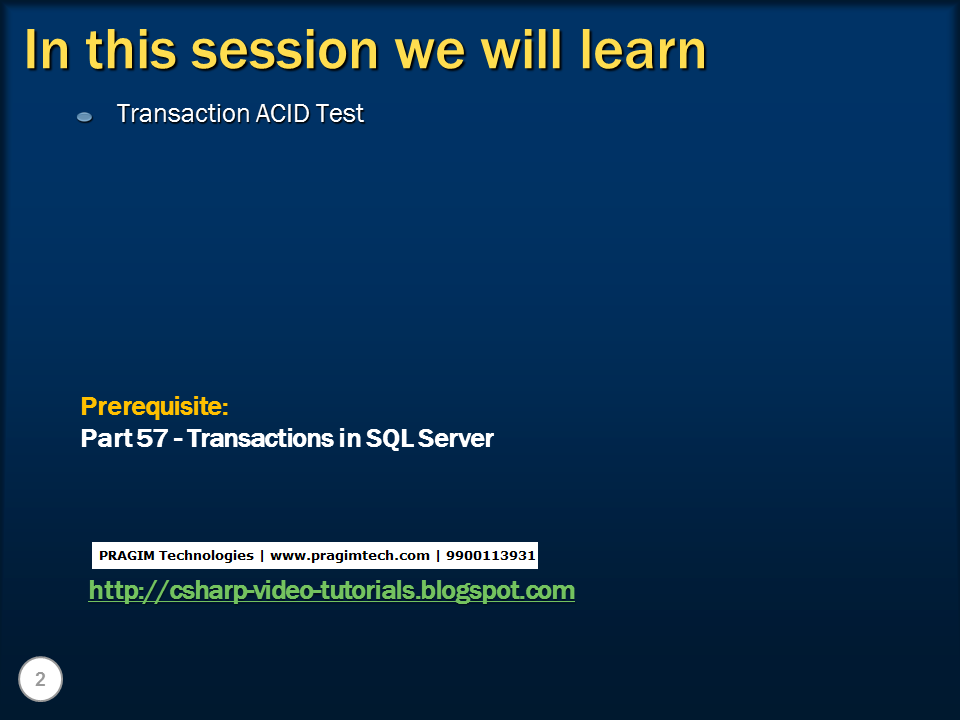 In this session we will learn
Transaction ACID Test
Prerequisite:
Part 57 - Transactions in SQL Server
PRAGIM Technologies | www.pragimtech.com | 9900113931
http://csharp-video-tutorials.blogspot.com
2